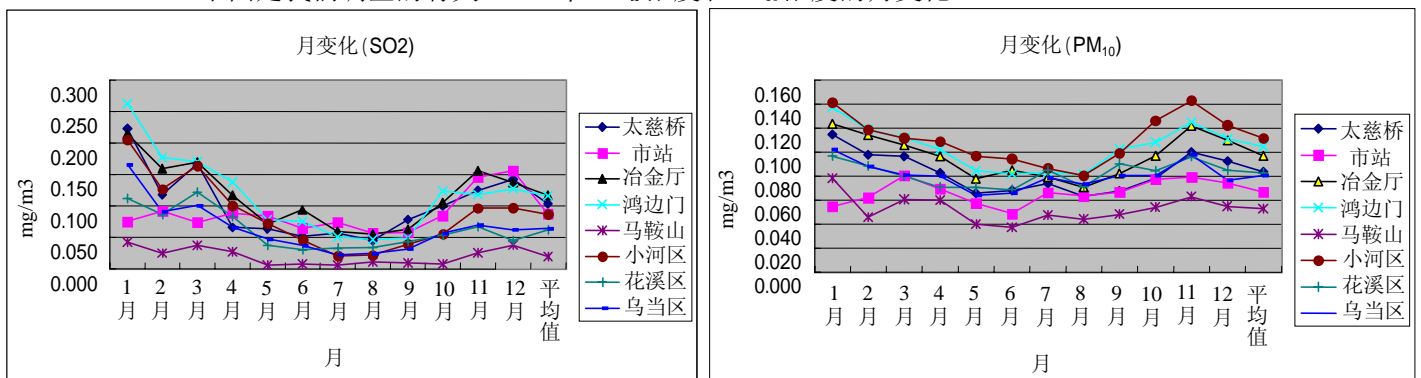 月变化(SO2)
0.300
0.250
0.200
0.150
0.100
0.050
0.000
mg/m3
1月 2月 3月 4月 5月 6月 7月 8月 9月 10月 11月 12月 平均值
月
太慈桥
市站
冶金厅
鸿边门
马鞍山
小河区
花溪区
乌当区
月变化(PM₁₀)
0.160
0.140
0.120
0.100
0.080
0.060
0.040
0.020
0.000
mg/m3
1月 2月 3月 4月 5月 6月 7月 8月 9月 10月 11月 12月 平均值
月
太慈桥
市站
冶金厅
鸿边门
马鞍山
小河区
花溪区
乌当区